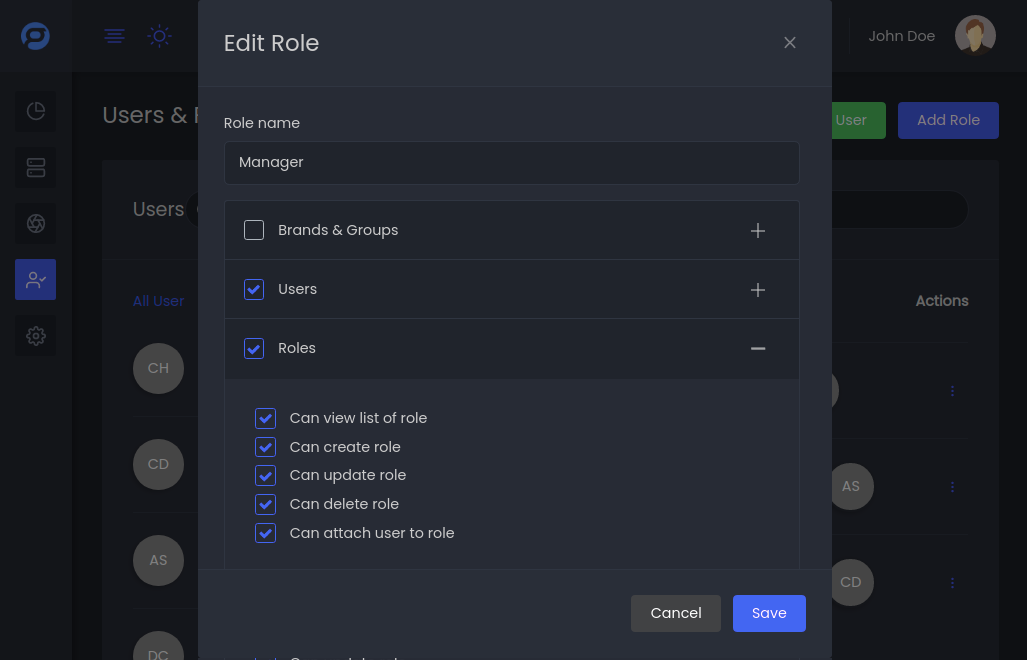 Edit Role
John Doe
Users &
User
Add Role
Role name
Manager
Users
Brands & Groups
Users
Roles
All User
Actions
CH
Can view list of role
Can create role
Can update role
Can delete role
Can attach user to role
CD
AS
AS
CD
Cancel
Save
DC